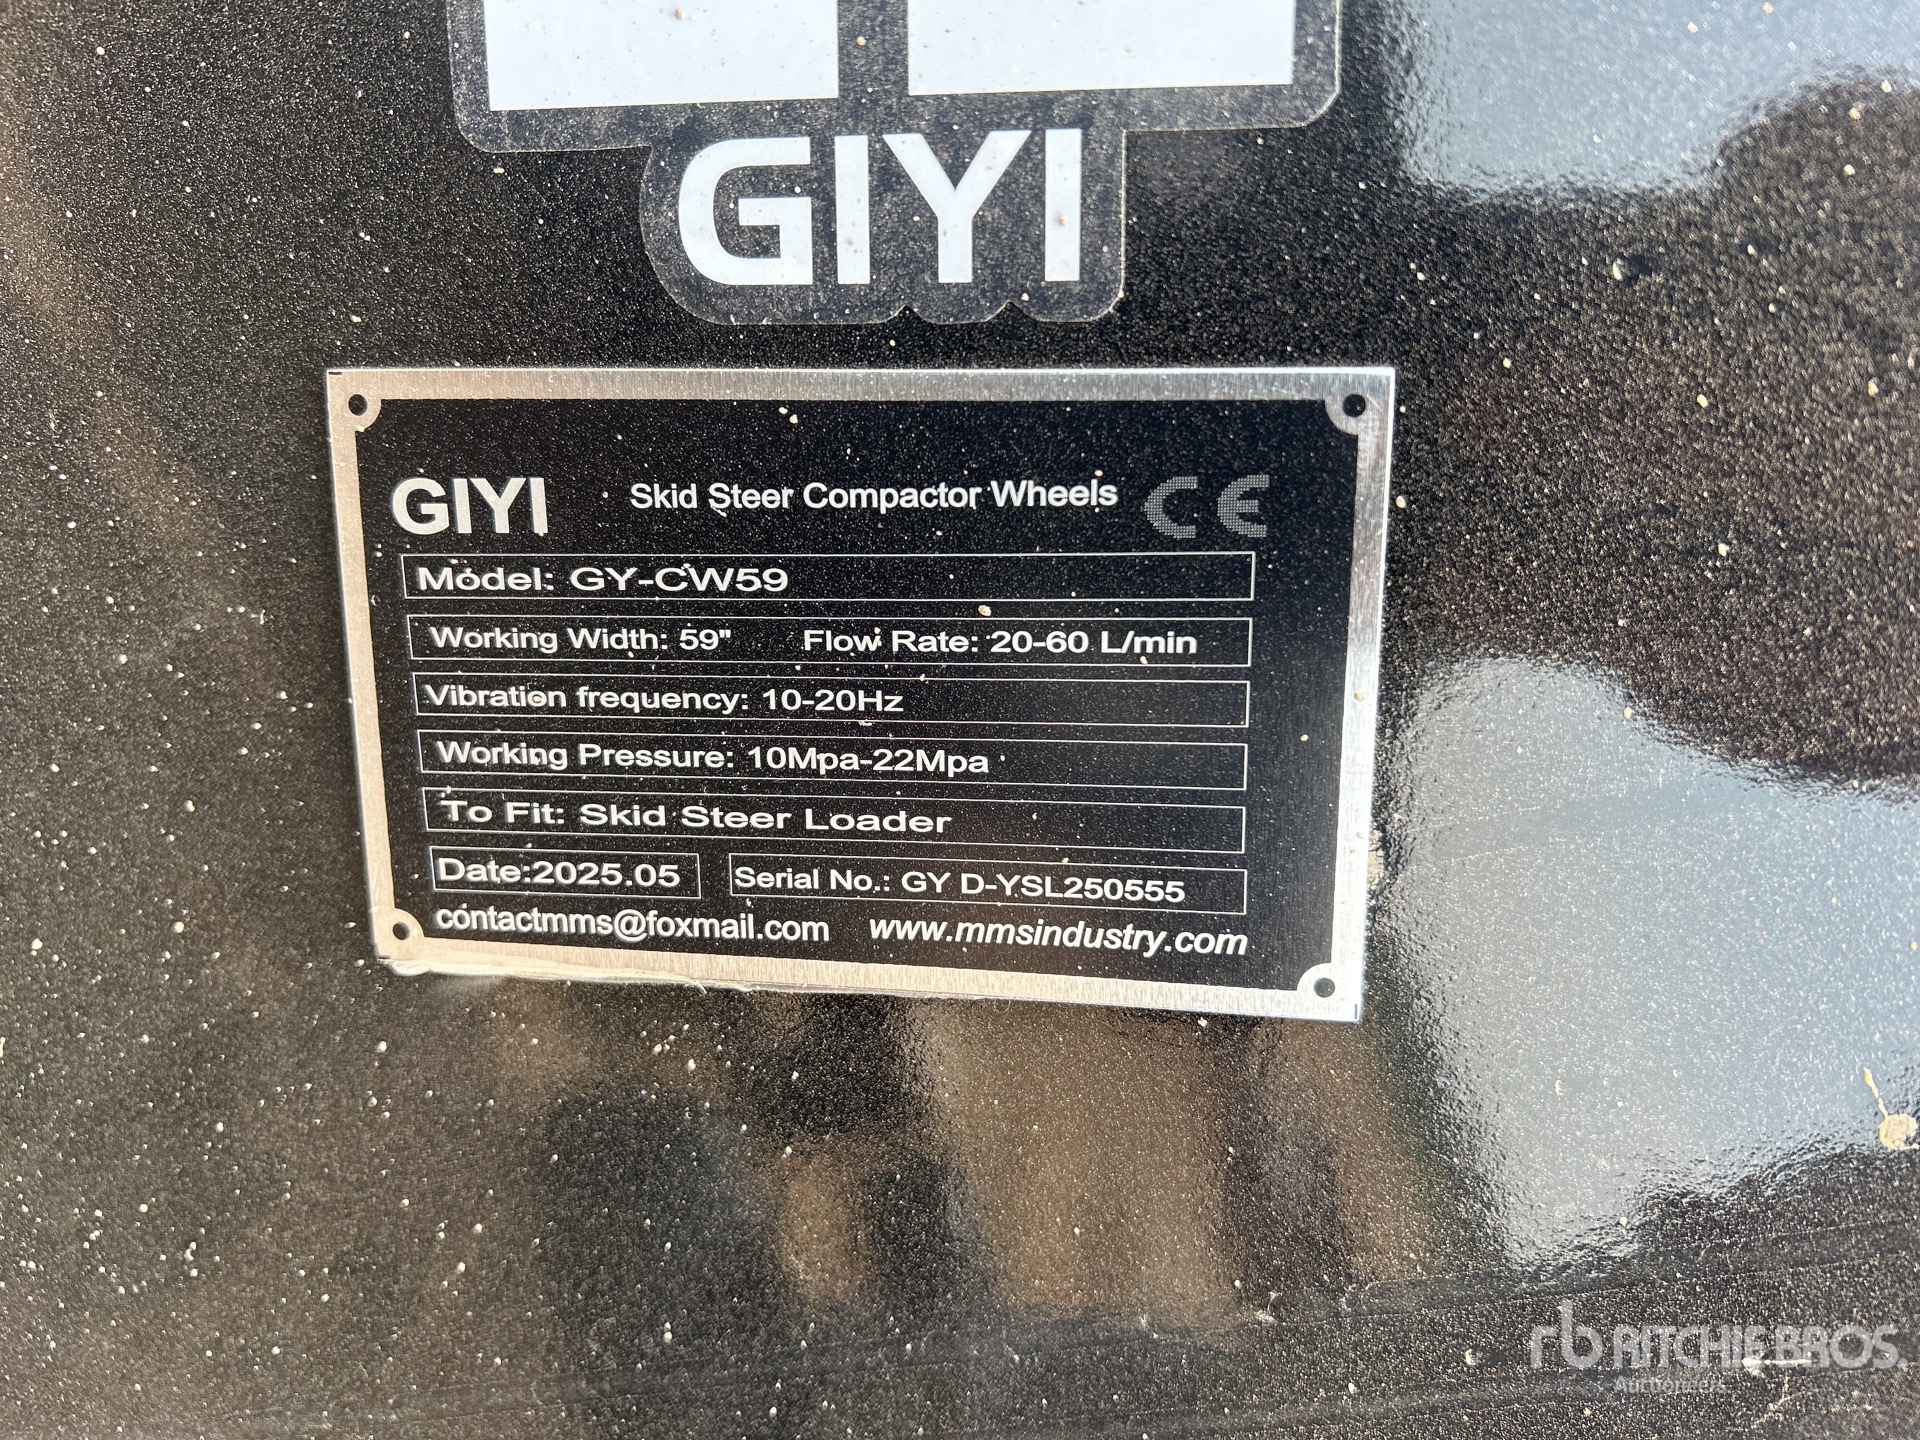 GIYI
GIYI Skid Steer Compactor Wheels CE
Model: GY-CW59
Working Width: 59" Flow Rate: 20-60 L/min
Vibration frequency: 10-20Hz
Working Pressure: 10Mpa-22Mpa
To Fit: Skid Steer Loader
Date:2025.05 Serial No.: GY D-YSL250555
contactmms@foxmail.com www.mmsindustry.com
rb RITCHIE BROS.
Auctioneers